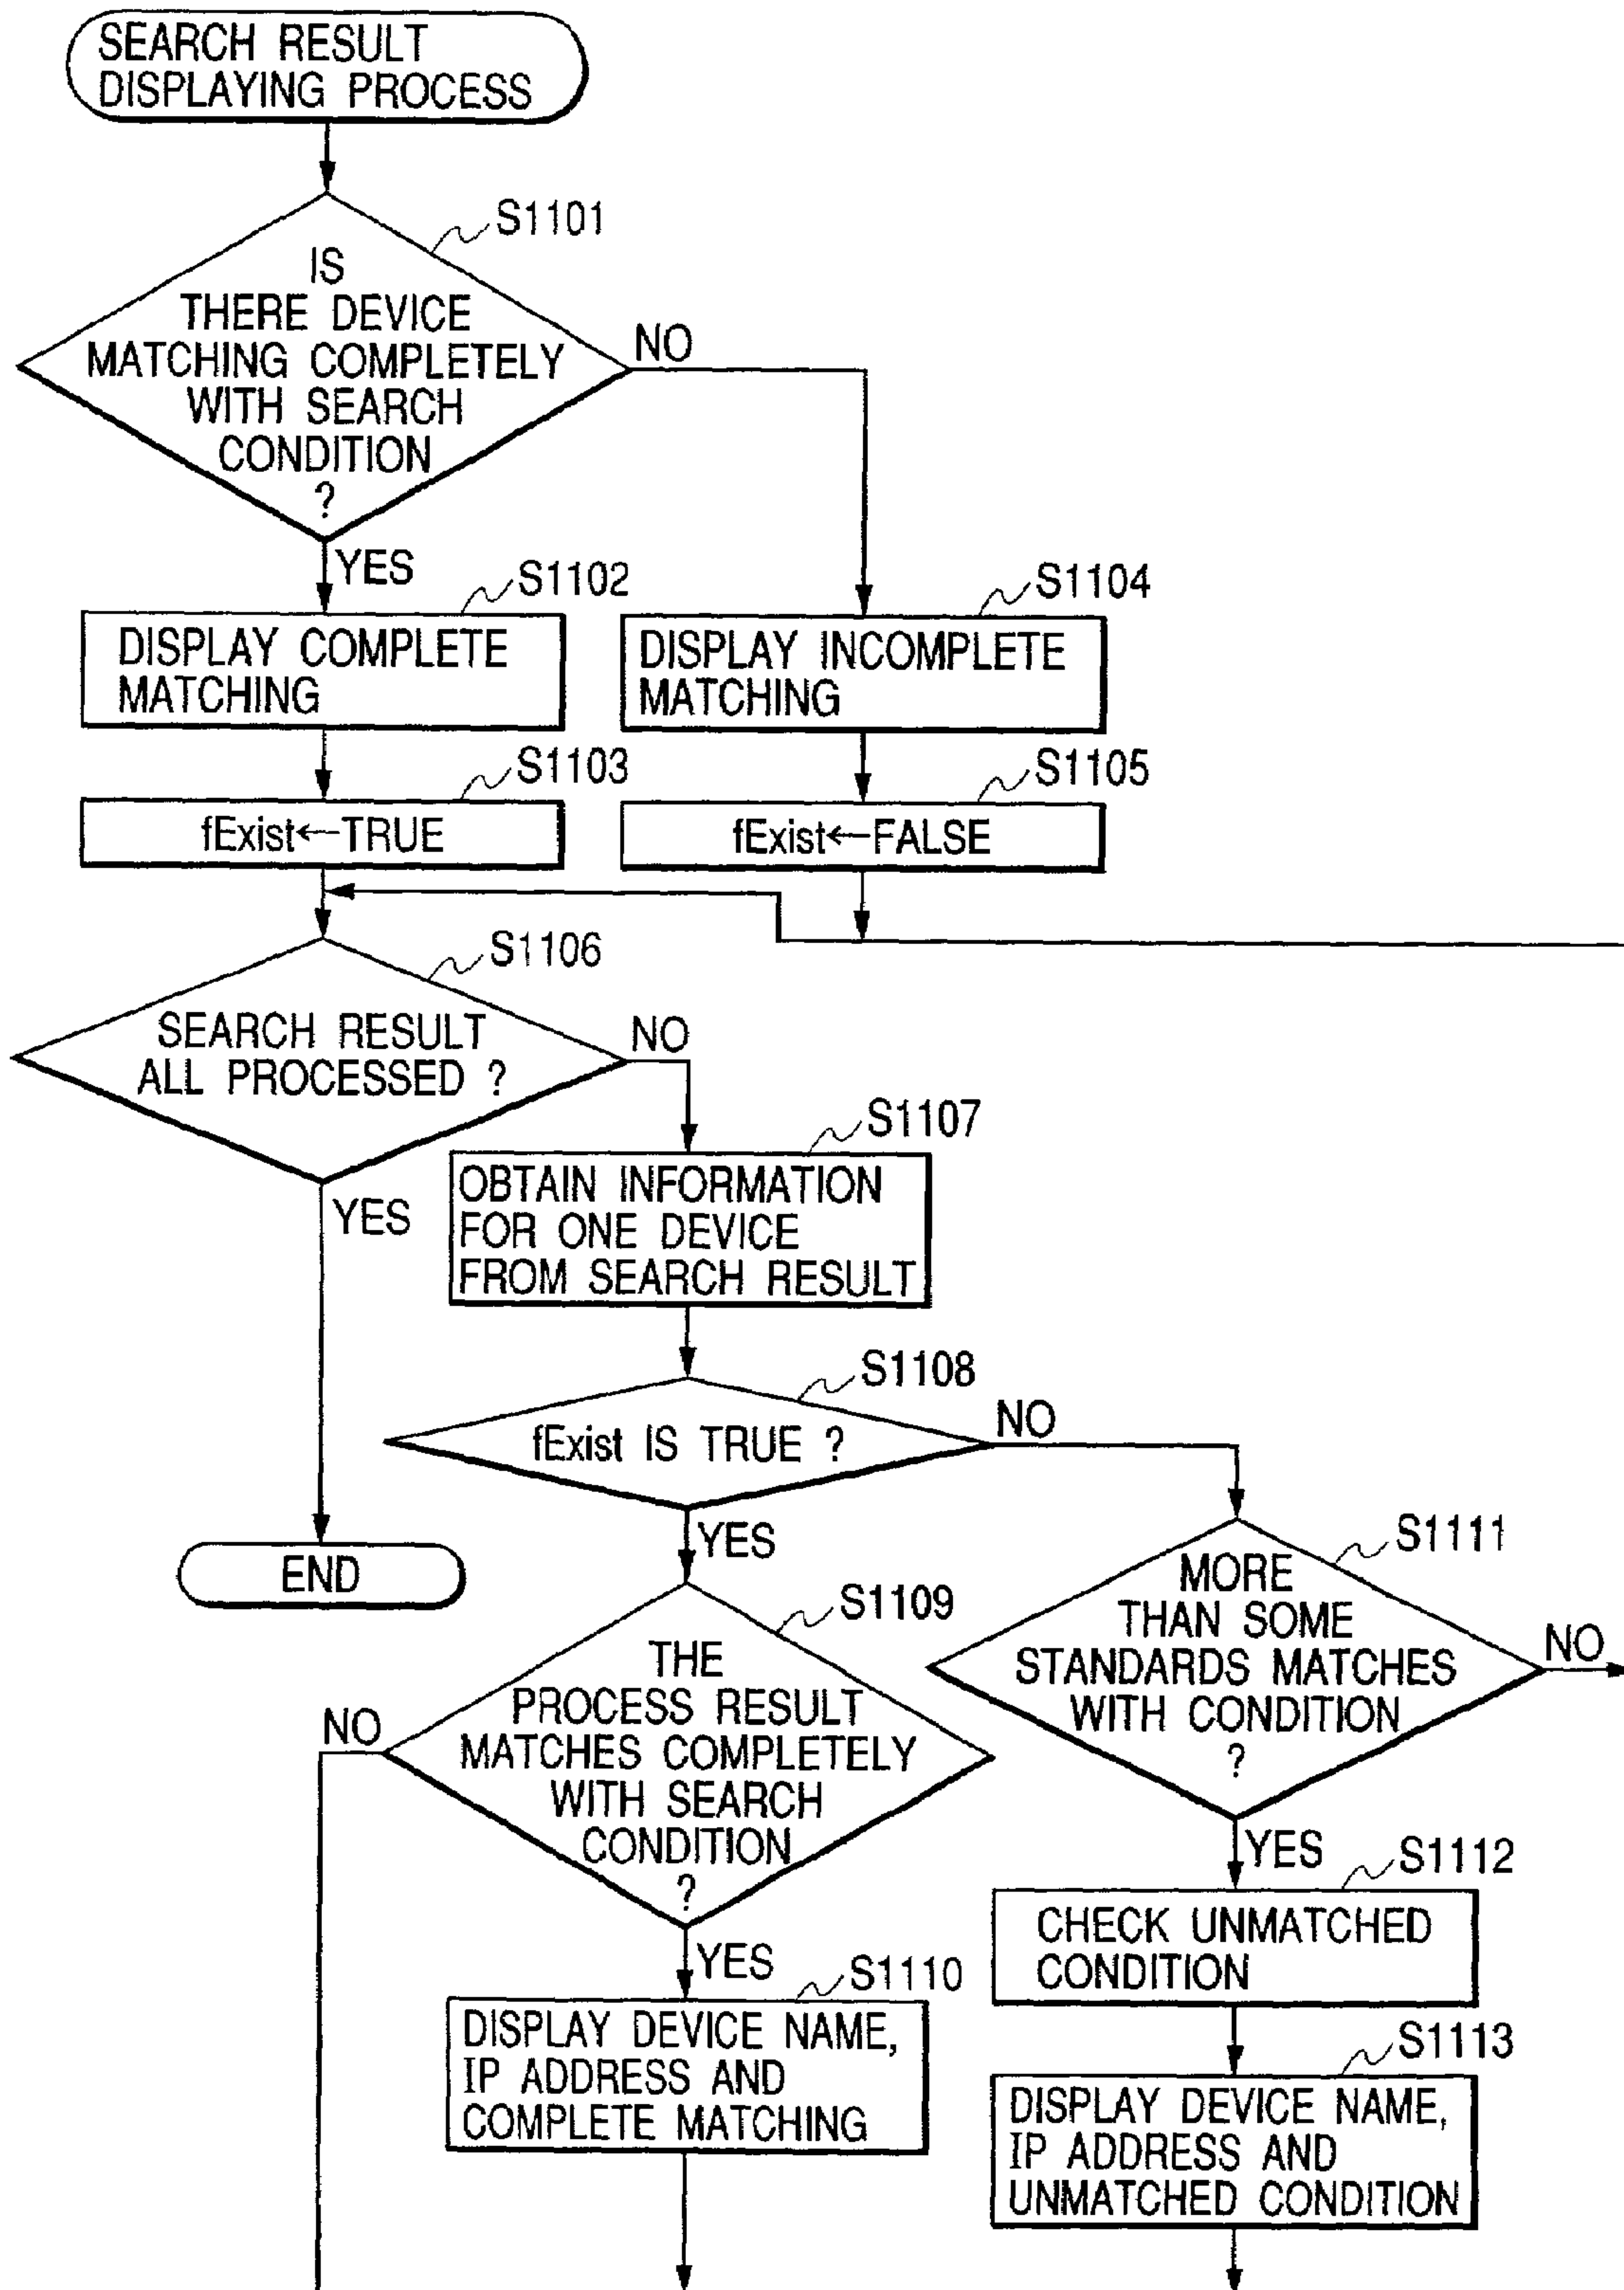 SEARCH RESULT
DISPLAYING PROCESS
S1101
IS
THERE DEVICE
MATCHING COMPLETELY
WITH SEARCH
CONDITION
?
NO
YES
S1102
DISPLAY COMPLETE
MATCHING
S1104
DISPLAY INCOMPLETE
MATCHING
S1103
fExist←TRUE
S1105
fExist←FALSE
S1106
SEARCH RESULT
ALL PROCESSED ?
NO
YES
S1107
OBTAIN INFORMATION
FOR ONE DEVICE
FROM SEARCH RESULT
S1108
fExist IS TRUE ?
NO
YES
END
S1109
THE
PROCESS RESULT
MATCHES COMPLETELY
WITH SEARCH
CONDITION
?
NO
YES
S1111
MORE
THAN SOME
STANDARDS MATCHES
WITH CONDITION
?
NO
YES
S1112
CHECK UNMATCHED
CONDITION
S1110
DISPLAY DEVICE NAME,
IP ADDRESS AND
COMPLETE MATCHING
S1113
DISPLAY DEVICE NAME,
IP ADDRESS AND
UNMATCHED CONDITION